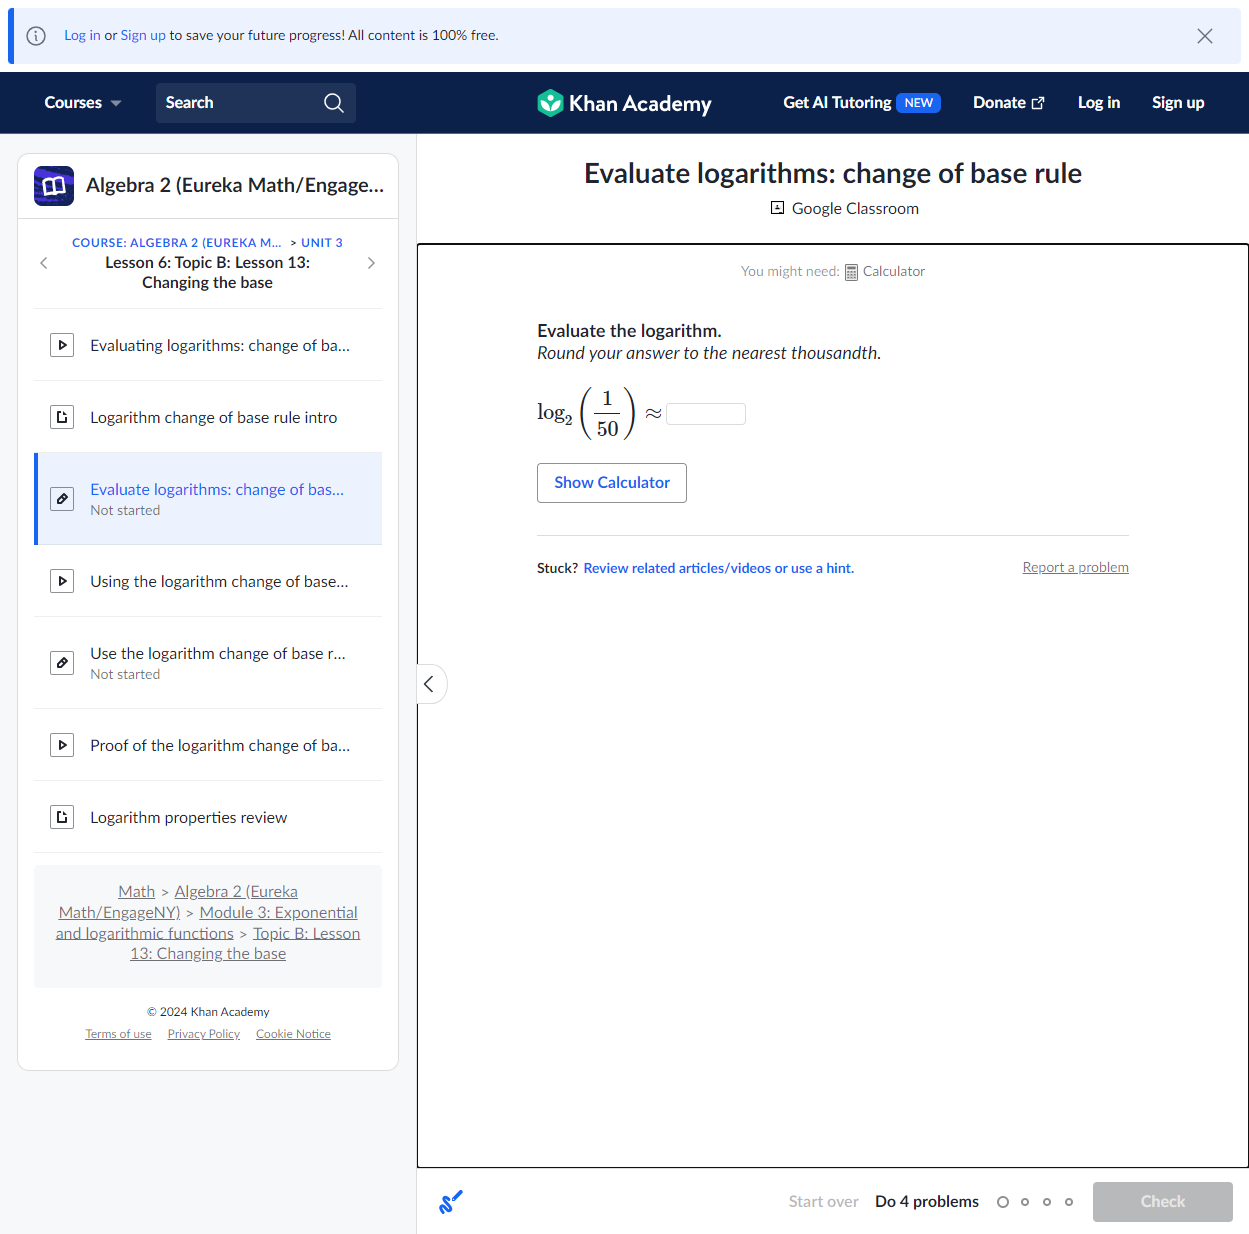 Log in or Sign up to save your future progress! All content is 100% free.
Courses
Search
Khan Academy
Get AI Tutoring NEW
Donate
Log in
Sign up
Algebra 2 (Eureka Math/Engage...
COURSE: ALGEBRA 2 (EUREKA M... > UNIT 3
Lesson 6: Topic B: Lesson 13:
Changing the base
Evaluating logarithms: change of ba...
Logarithm change of base rule intro
Evaluate logarithms: change of bas...
Not started
Using the logarithm change of base...
Use the logarithm change of base r...
Not started
Proof of the logarithm change of ba...
Logarithm properties review
Math > Algebra 2 (Eureka
Math/EngageNY) > Module 3: Exponential
and logarithmic functions > Topic B: Lesson
13: Changing the base
© 2024 Khan Academy
Terms of use Privacy Policy Cookie Notice
Evaluate logarithms: change of base rule
Google Classroom
You might need: Calculator
Evaluate the logarithm.
Round your answer to the nearest thousandth.
log₂(1/50) ≈
Show Calculator
Stuck? Review related articles/videos or use a hint.
Report a problem
Start over
Do 4 problems
Check